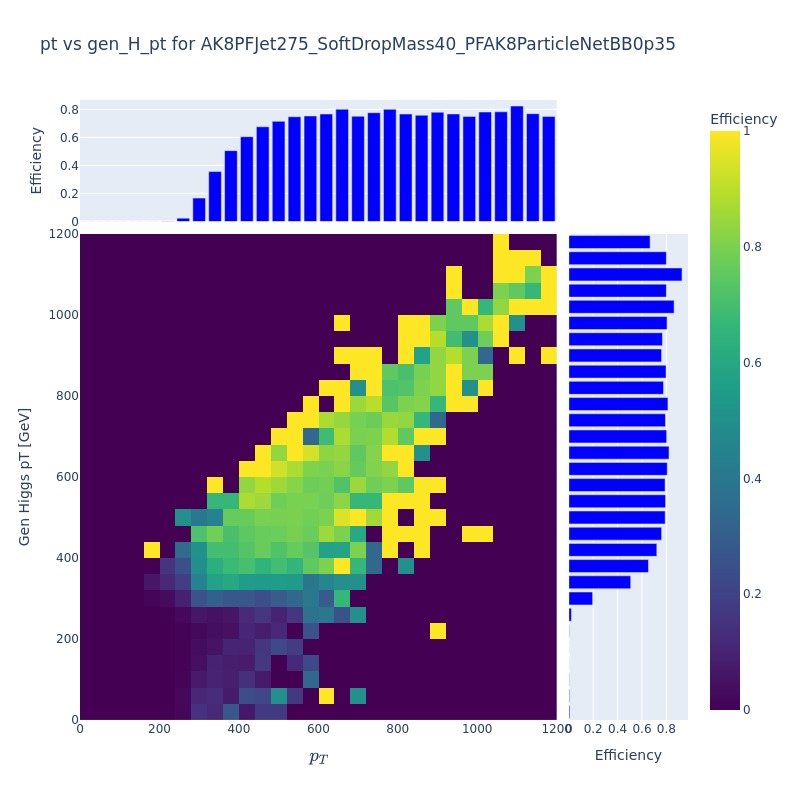 pt vs gen_H_pt for AK8PFJet275_SoftDropMass40_PFAK8ParticleNetBB0p35
Efficiency
0.8
0.6
0.4
0.2
0
Efficiency
1
0.8
0.6
0.4
0.2
0
Gen Higgs pT [GeV]
1200
1000
800
600
400
200
0
0 200 400 600 800 1000 1200
0 0.2 0.4 0.6 0.8
p_T
Efficiency